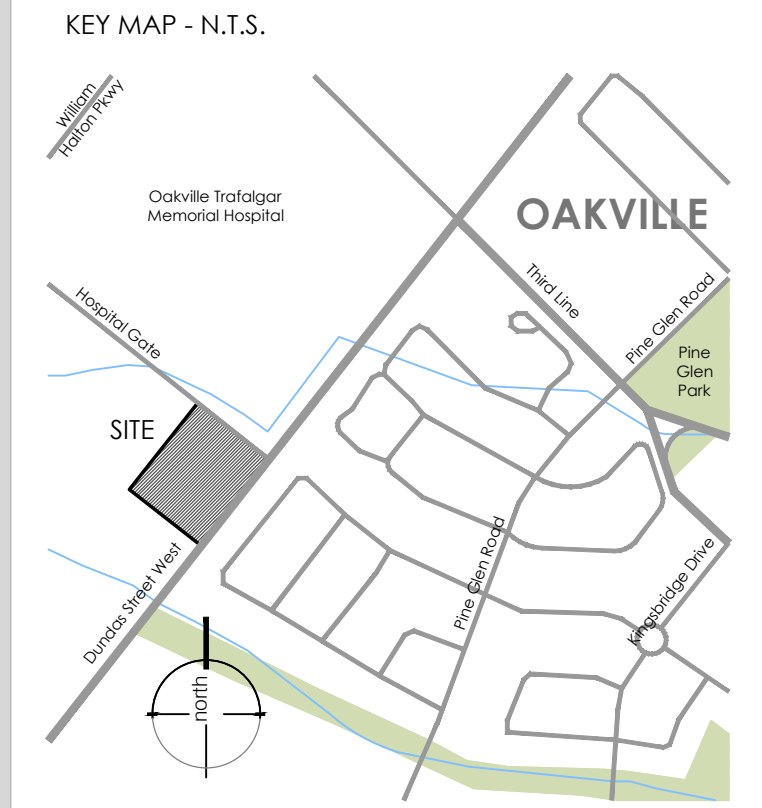 KEY MAP - N.T.S.
William
Halton Pkwy
Oakville Trafalgar
Memorial Hospital
OAKVILLE
Third Line
Hospital Gate
Pine Glen Road
Pine
Glen
Park
SITE
Pine Glen Road
Dundas Street West
Kingsbridge Drive
north